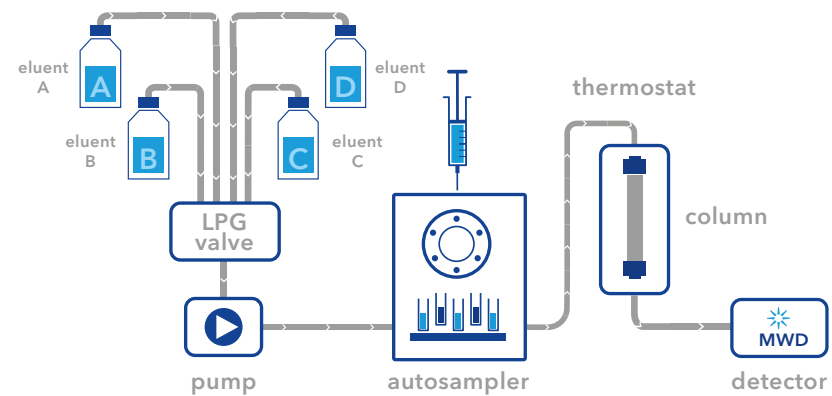 eluent
A
A
D
eluent
D
eluent
B
B
C
eluent
C
thermostat
LPG
valve
column
MWD
pump
autosampler
detector